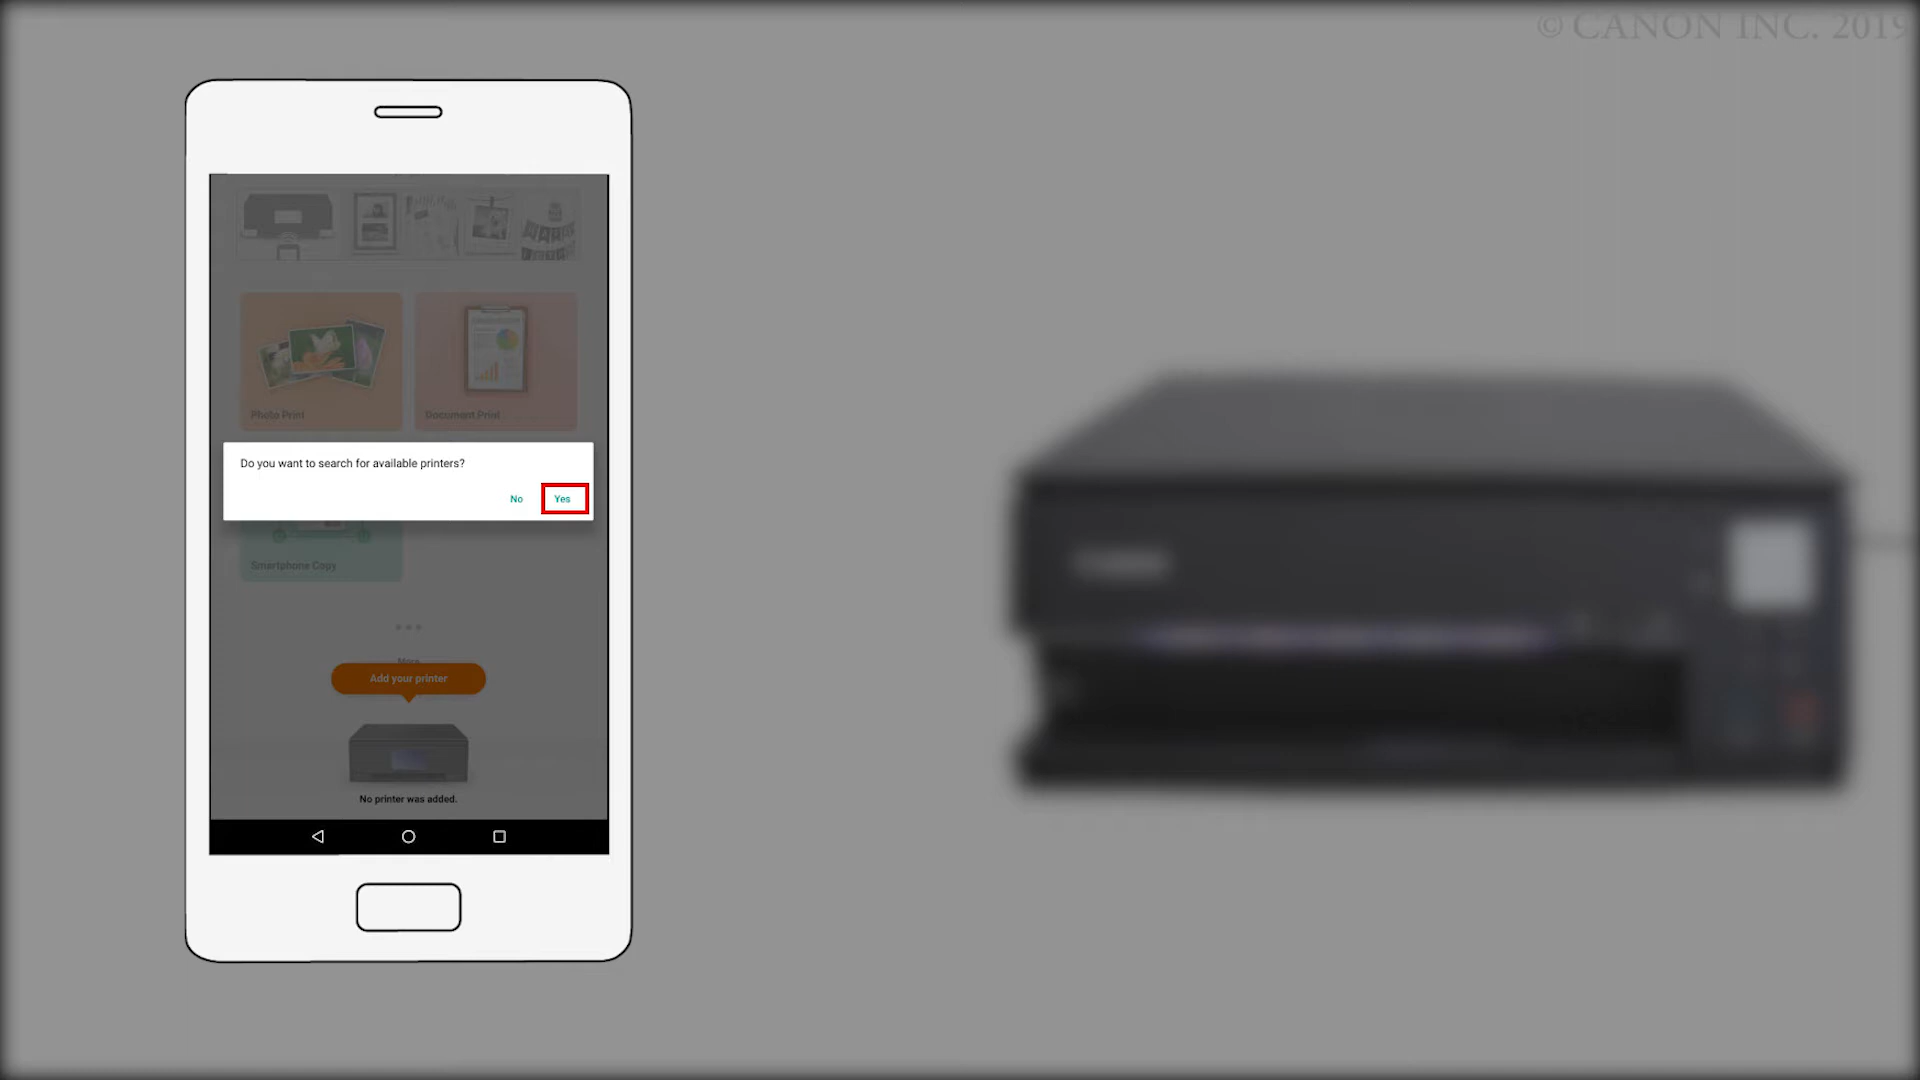 © CANON INC. 2019
Photo Print
Document Print
Do you want to search for available printers?
No
Yes
Smartphone Copy
More
Add your printer
No printer was added.